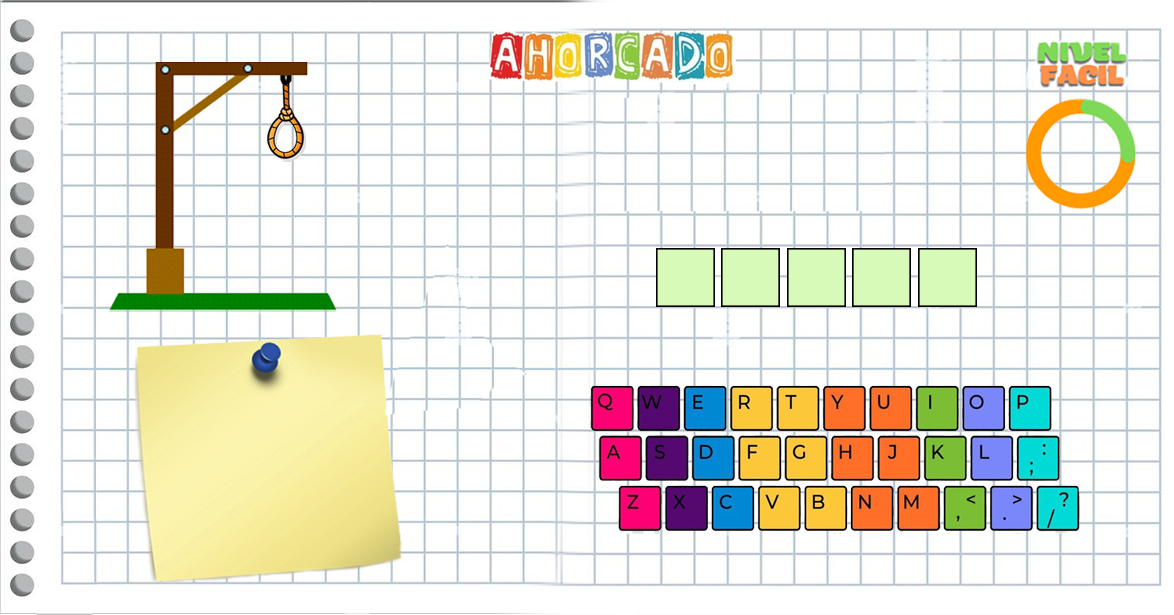 AHORCADO
NIVEL
FACIL
Q W E R T Y U I O P
A S D F G H J K L ; :
Z X C V B N M , < . > / ?